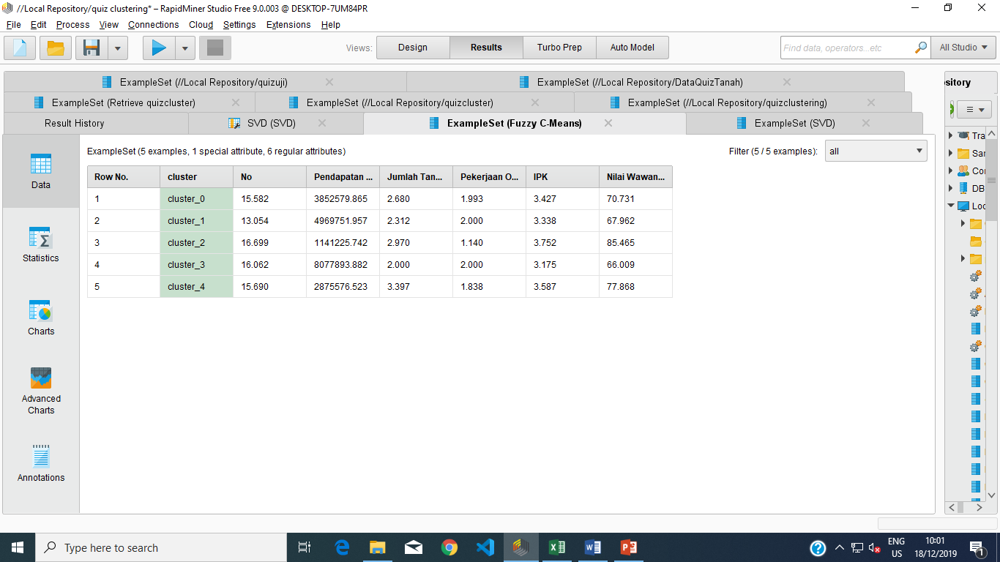 //Local Repository/quiz clustering* – RapidMiner Studio Free 9.0.003 @ DESKTOP-7UM84PR
File Edit Process View Connections Cloud Settings Extensions Help
Views: Design Results Turbo Prep Auto Model Find data, operators...etc All Studio
ExampleSet (//Local Repository/quizuji) ExampleSet (//Local Repository/DataQuizTanah)
ExampleSet (Retrieve quizcluster) ExampleSet (//Local Repository/quizcluster) ExampleSet (//Local Repository/quizclustering)
Result History SVD (SVD) ExampleSet (Fuzzy C-Means) ExampleSet (SVD)
ExampleSet (5 examples, 1 special attribute, 6 regular attributes) Filter (5 / 5 examples): all
Row No. cluster No Pendapatan ... Jumlah Tan... Pekerjaan O... IPK Nilai Wawan...
1 cluster_0 15.582 3852579.865 2.680 1.993 3.427 70.731
2 cluster_1 13.054 4969751.957 2.312 2.000 3.338 67.962
3 cluster_2 16.699 1141225.742 2.970 1.140 3.752 85.465
4 cluster_3 16.062 8077893.882 2.000 2.000 3.175 66.009
5 cluster_4 15.690 2875576.523 3.397 1.838 3.587 77.868
Data
Statistics
Charts
Advanced
Charts
Annotations
sitory
Tra
Sar
Cor
DB
Loc
Type here to search
ENG
US
10:01
18/12/2019
1